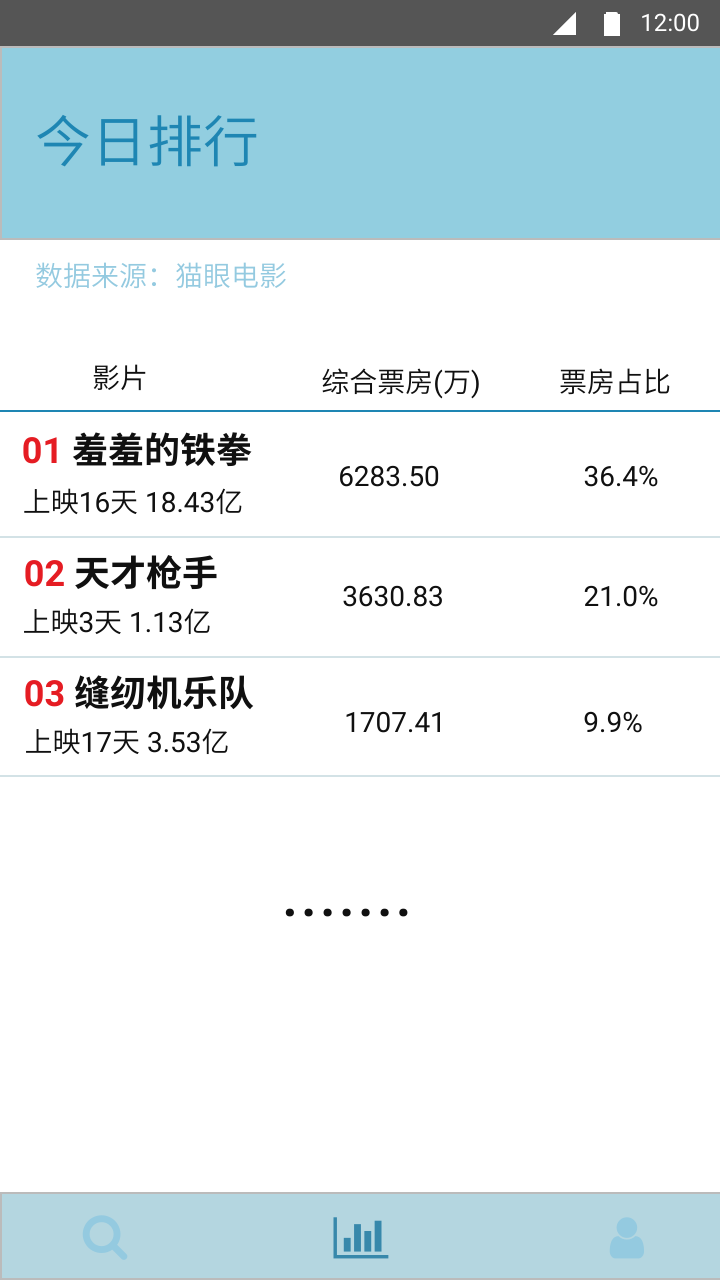 12:00
今日排行
数据来源：猫眼电影
影片 综合票房(万) 票房占比
01 羞羞的铁拳
6283.50 36.4%
上映16天 18.43亿
02 天才枪手
3630.83 21.0%
上映3天 1.13亿
03 缝纫机乐队
1707.41 9.9%
上映17天 3.53亿
.......